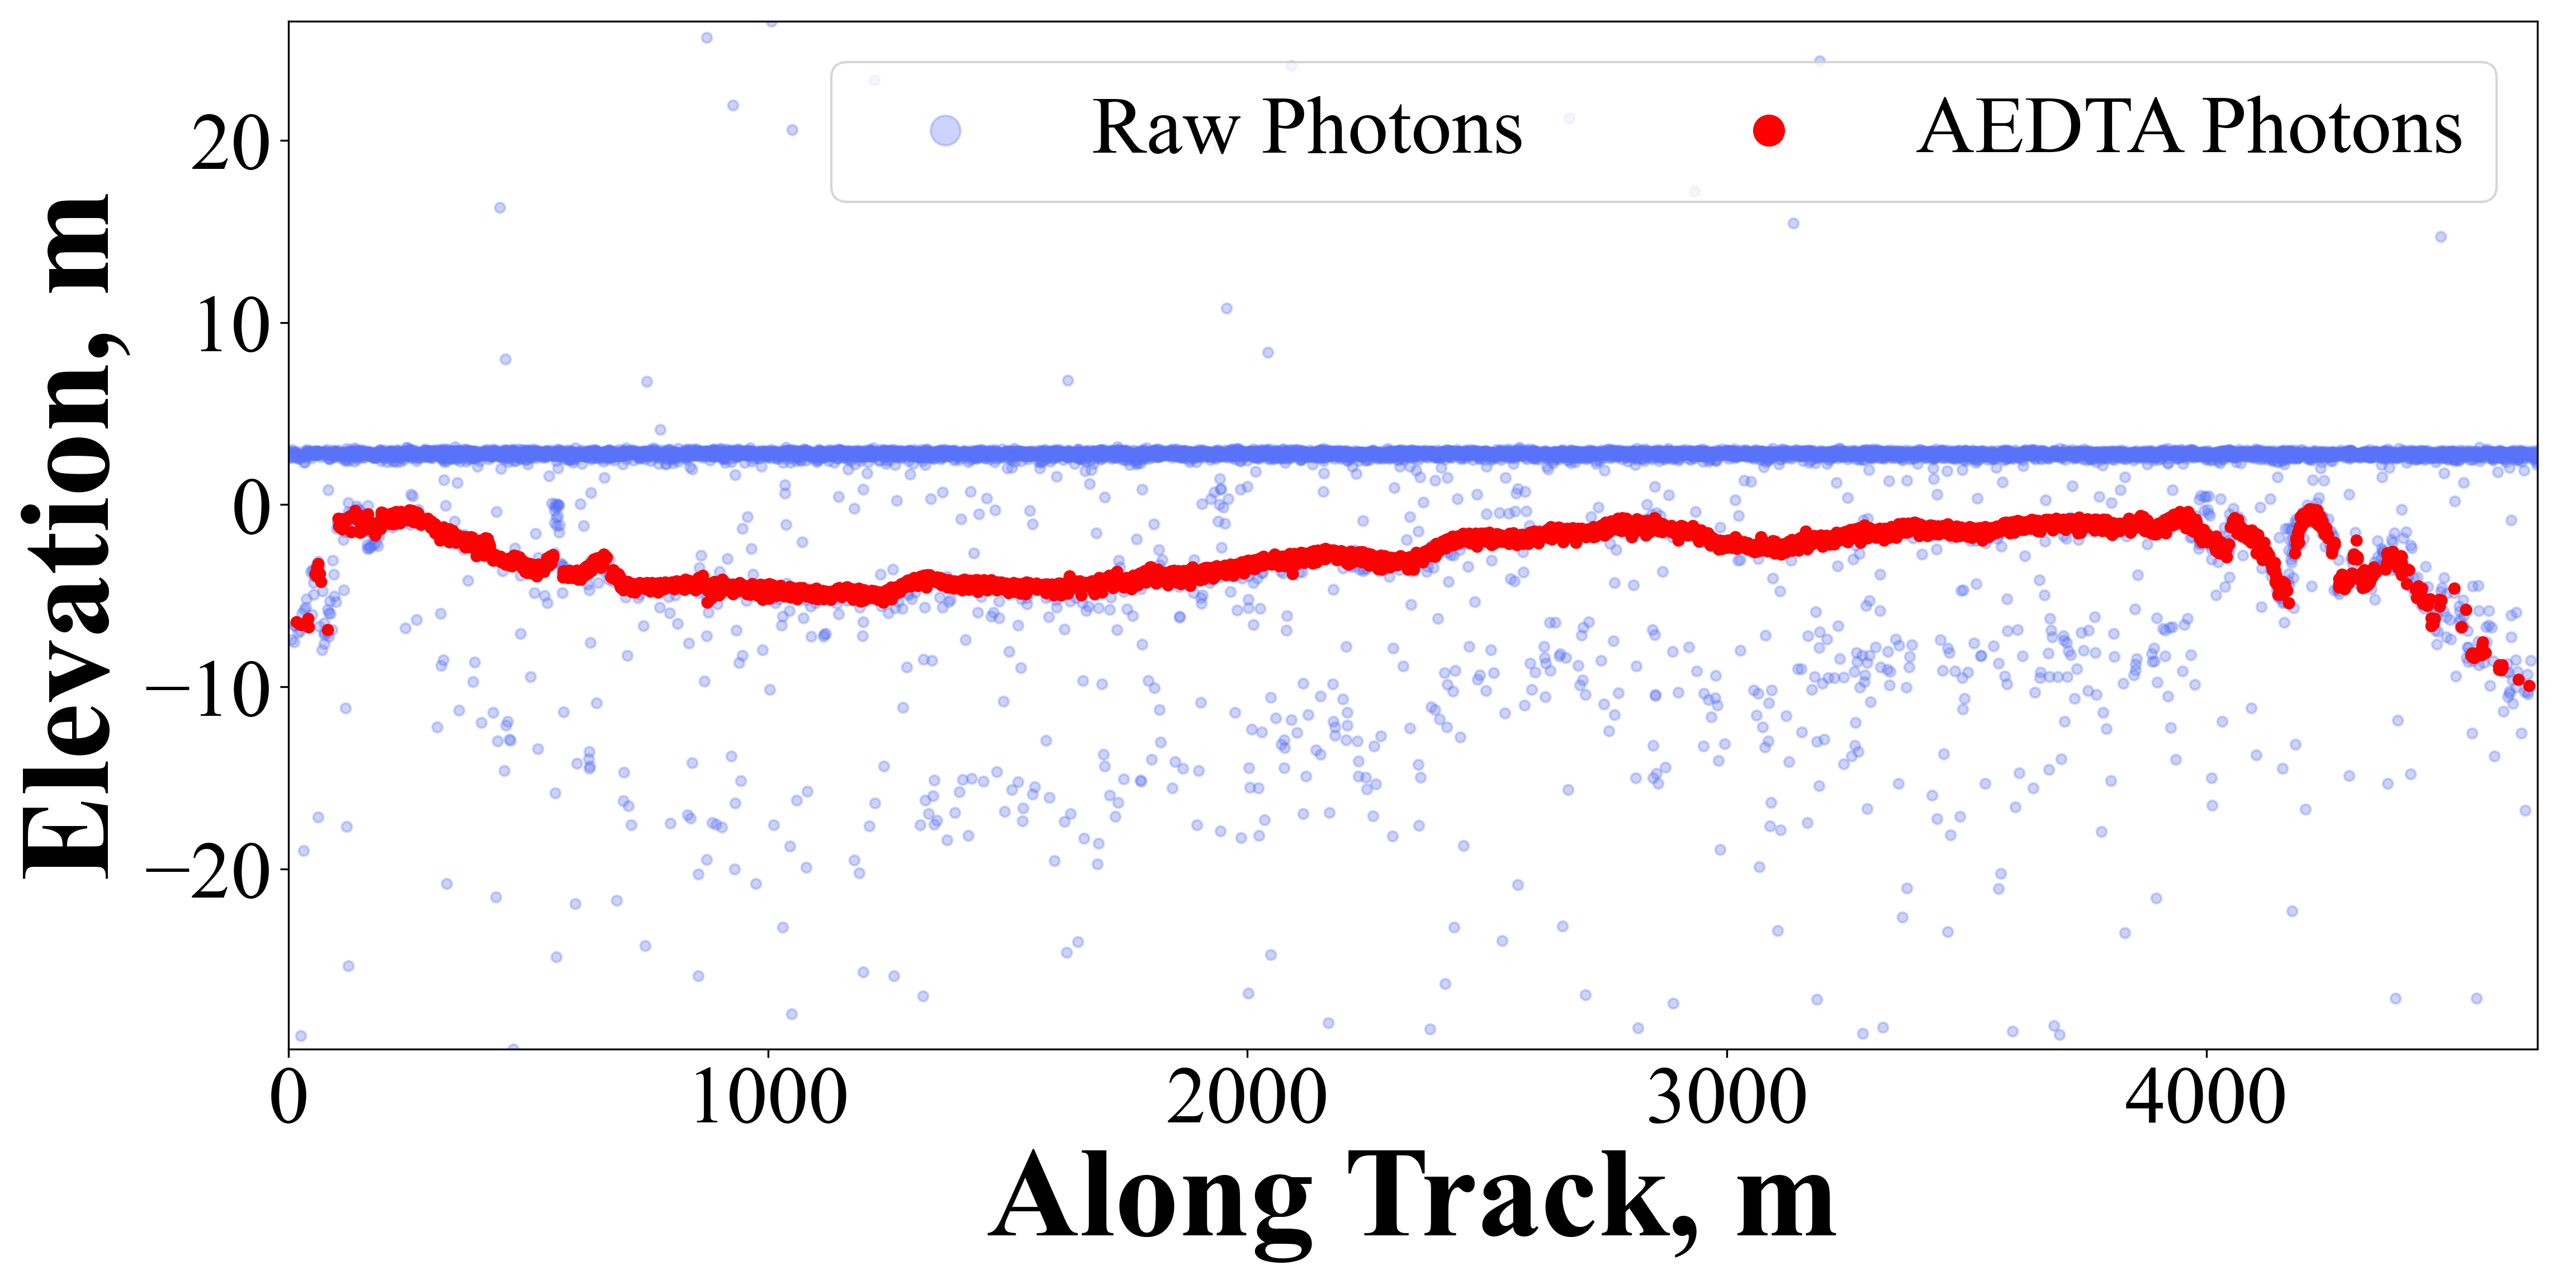 Raw Photons
AEDTA Photons
Elevation, m
20
10
0
−10
−20
0
1000
2000
3000
4000
Along Track, m